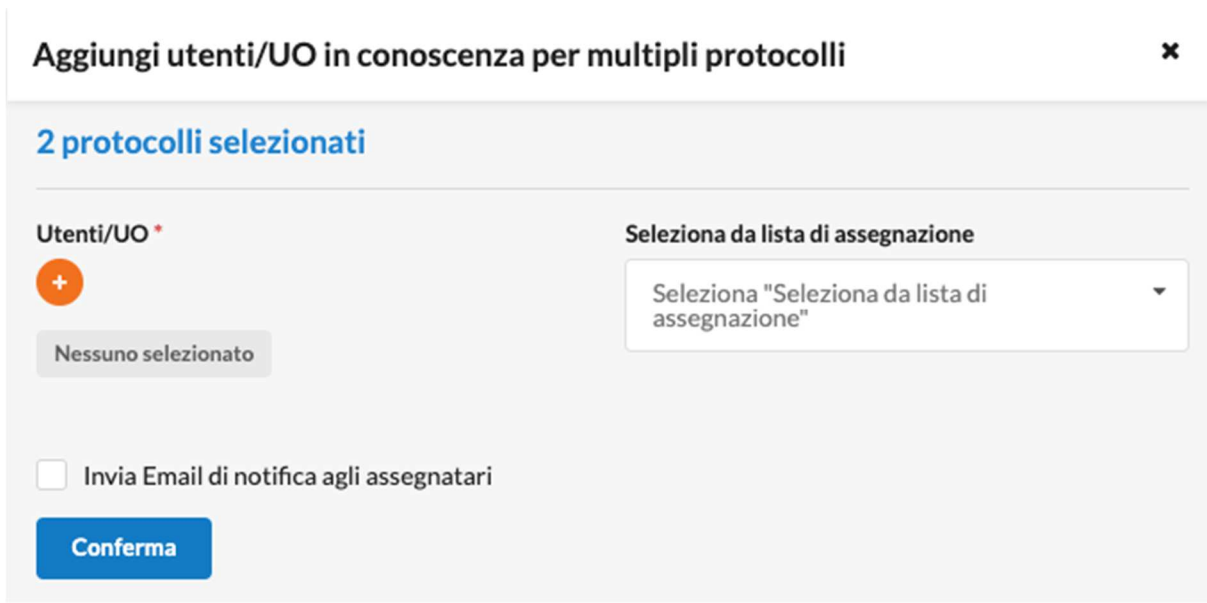 Aggiungi utenti/UO in conoscenza per multipli protocolli
2 protocolli selezionati
Utenti/UO *
Seleziona da lista di assegnazione
Seleziona "Seleziona da lista di
assegnazione"
Nessuno selezionato
Invia Email di notifica agli assegnatari
Conferma